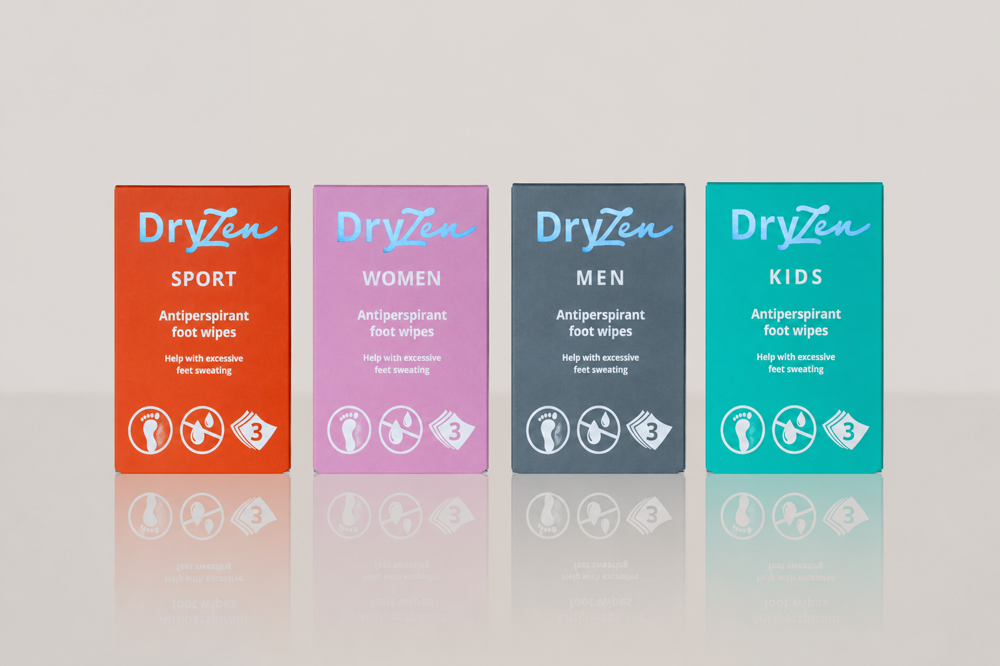 DryZen
SPORT
Antiperspirant
foot wipes
Help with excessive
feet sweating
3
DryZen
WOMEN
Antiperspirant
foot wipes
Help with excessive
feet sweating
3
DryZen
MEN
Antiperspirant
foot wipes
Help with excessive
feet sweating
3
DryZen
KIDS
Antiperspirant
foot wipes
Help with excessive
feet sweating
3